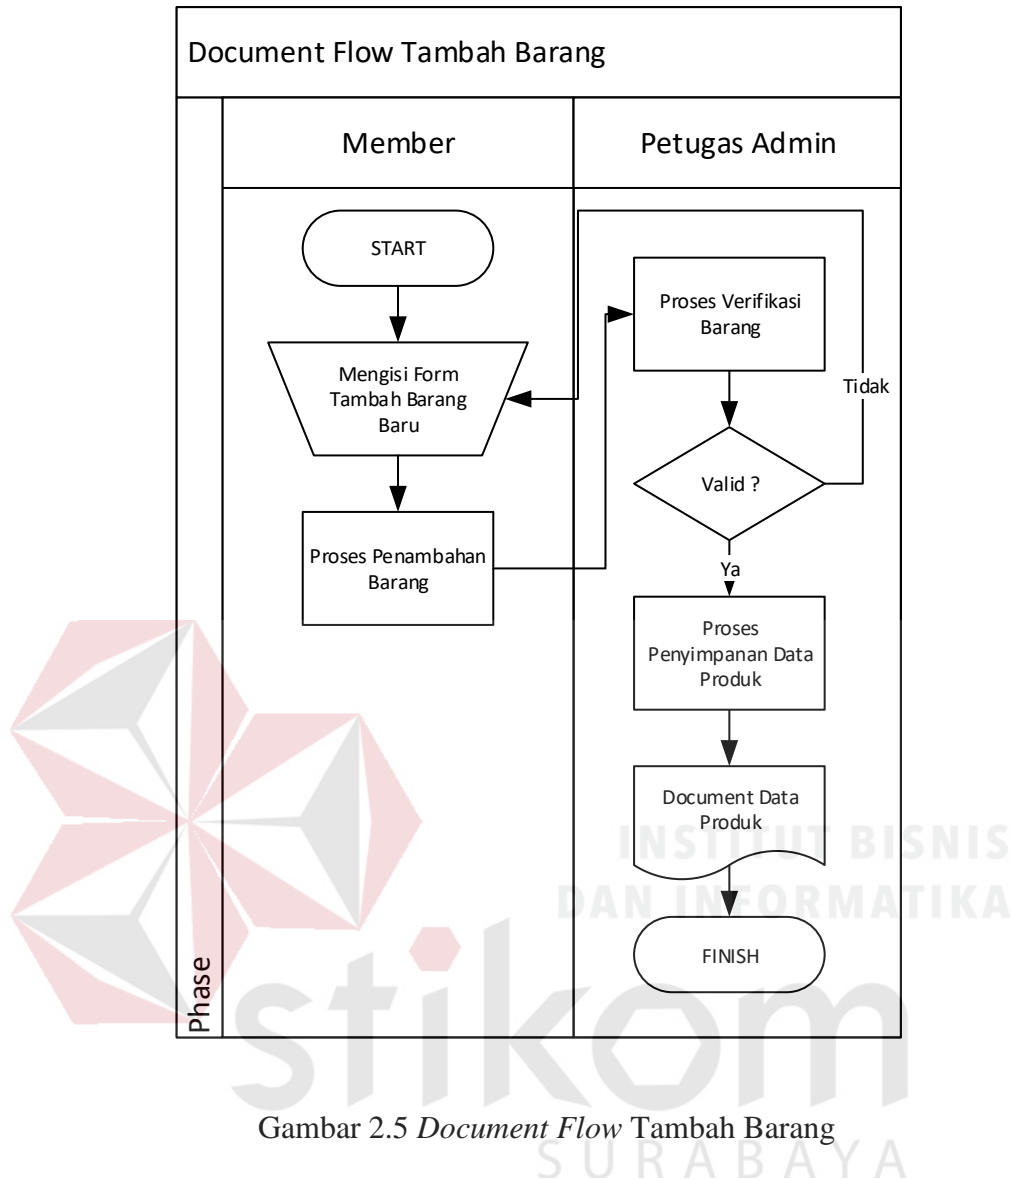 Document Flow Tambah Barang
Member
Petugas Admin
START
Mengisi Form
Tambah Barang
Baru
Proses Penambahan
Barang
Proses Verifikasi
Barang
Valid ?
Tidak
Ya
Proses
Penyimpanan Data
Produk
Document Data
Produk
FINISH
Phase
INSTITUT BISNIS
DAN INFORMATIKA
stikom
SURABAYA
Gambar 2.5 Document Flow Tambah Barang